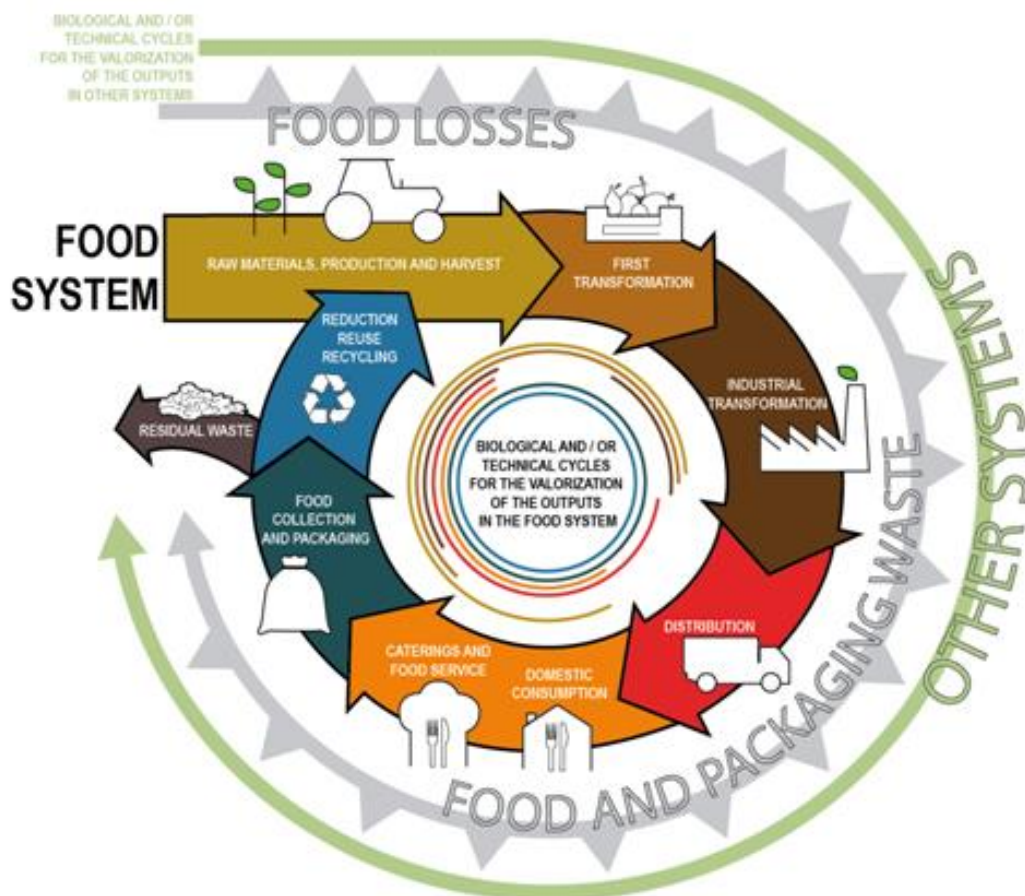 BIOLOGICAL AND / OR
TECHNICAL CYCLES
FOR THE VALORIZATION
OF THE OUTPUTS
IN OTHER SYSTEMS
FOOD LOSSES
FOOD
SYSTEM
RAW MATERIALS, PRODUCTION AND HARVEST
FIRST
TRANSFORMATION
REDUCTION
REUSE
RECYCLING
INDUSTRIAL
TRANSFORMATION
RESIDUAL WASTE
BIOLOGICAL AND / OR
TECHNICAL CYCLES
FOR THE VALORIZATION
OF THE OUTPUTS
IN THE FOOD SYSTEM
FOOD
COLLECTION
AND PACKAGING
DISTRIBUTION
CATERINGS AND
FOOD SERVICE
DOMESTIC
CONSUMPTION
FOOD AND PACKAGING WASTE
OTHER SYSTEMS